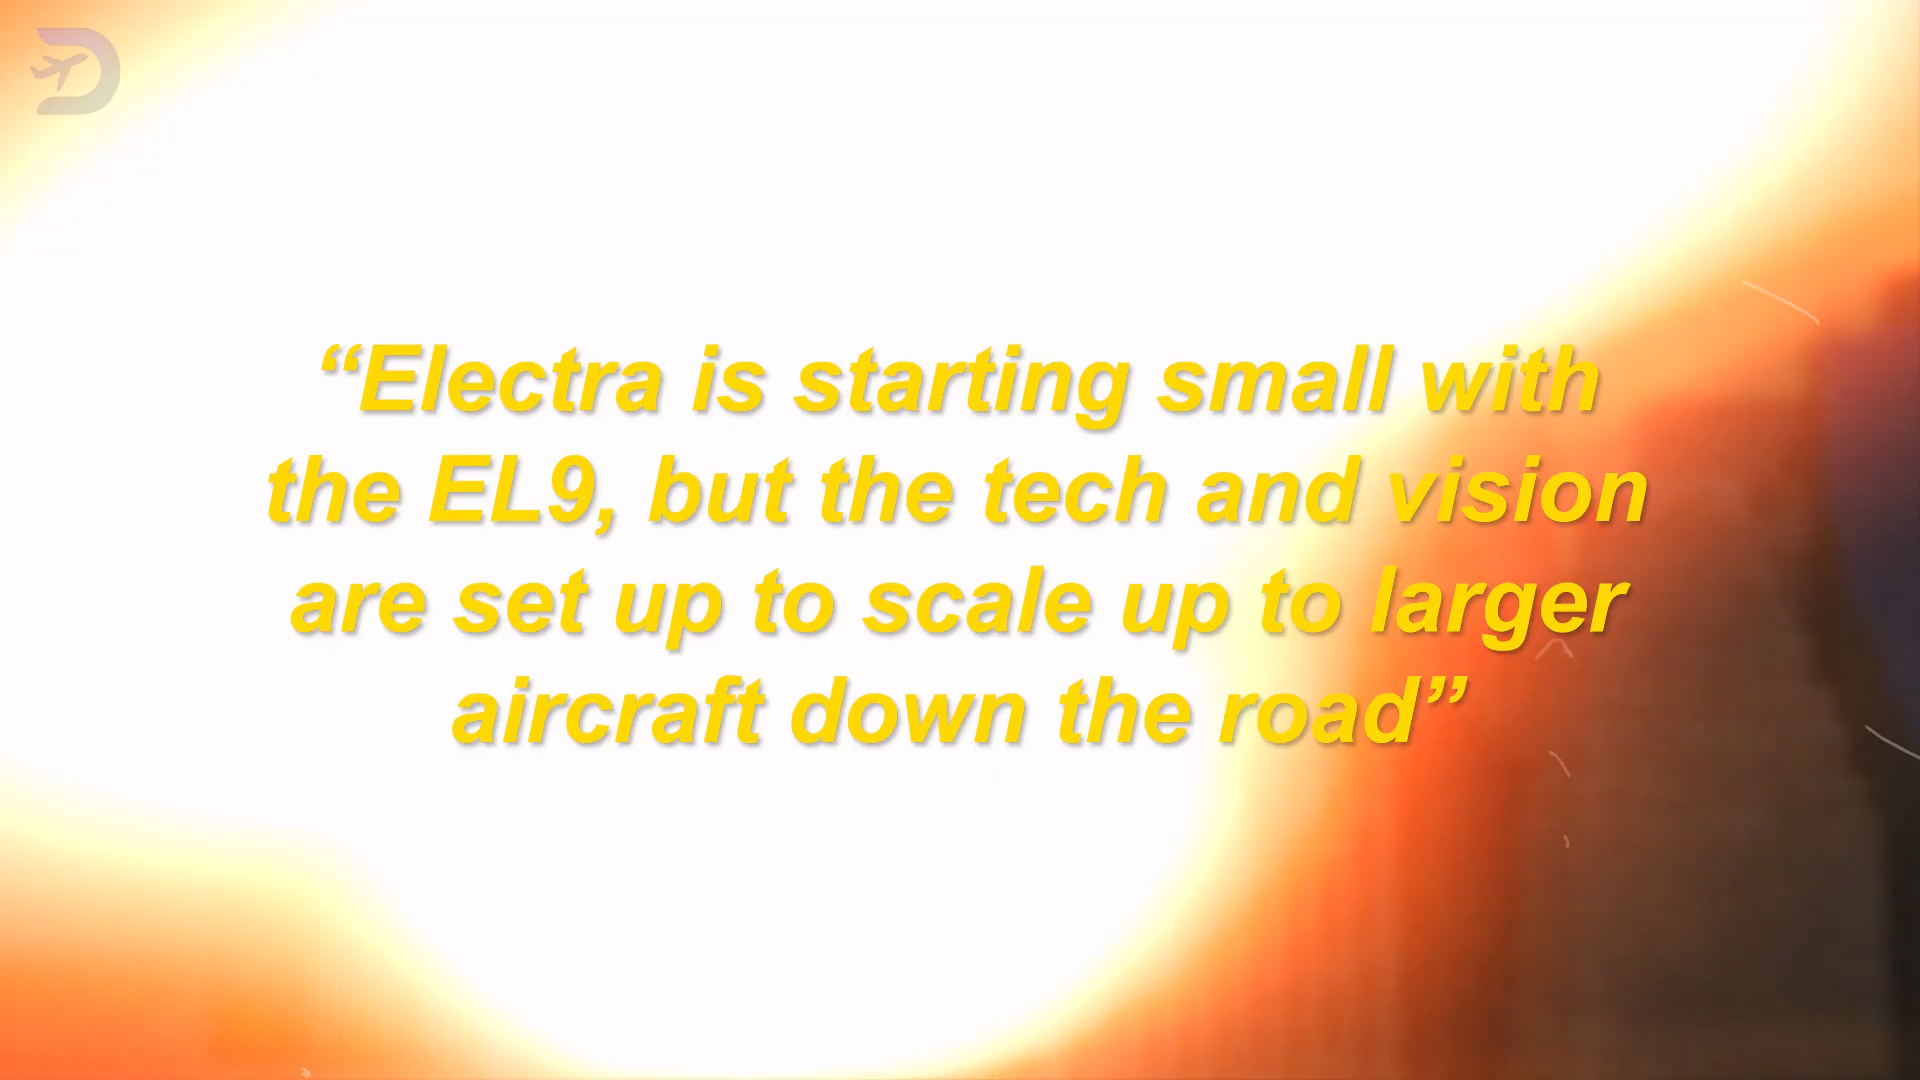 “Electra is starting small with
the EL9, but the tech and vision
are set up to scale up to larger
aircraft down the road”